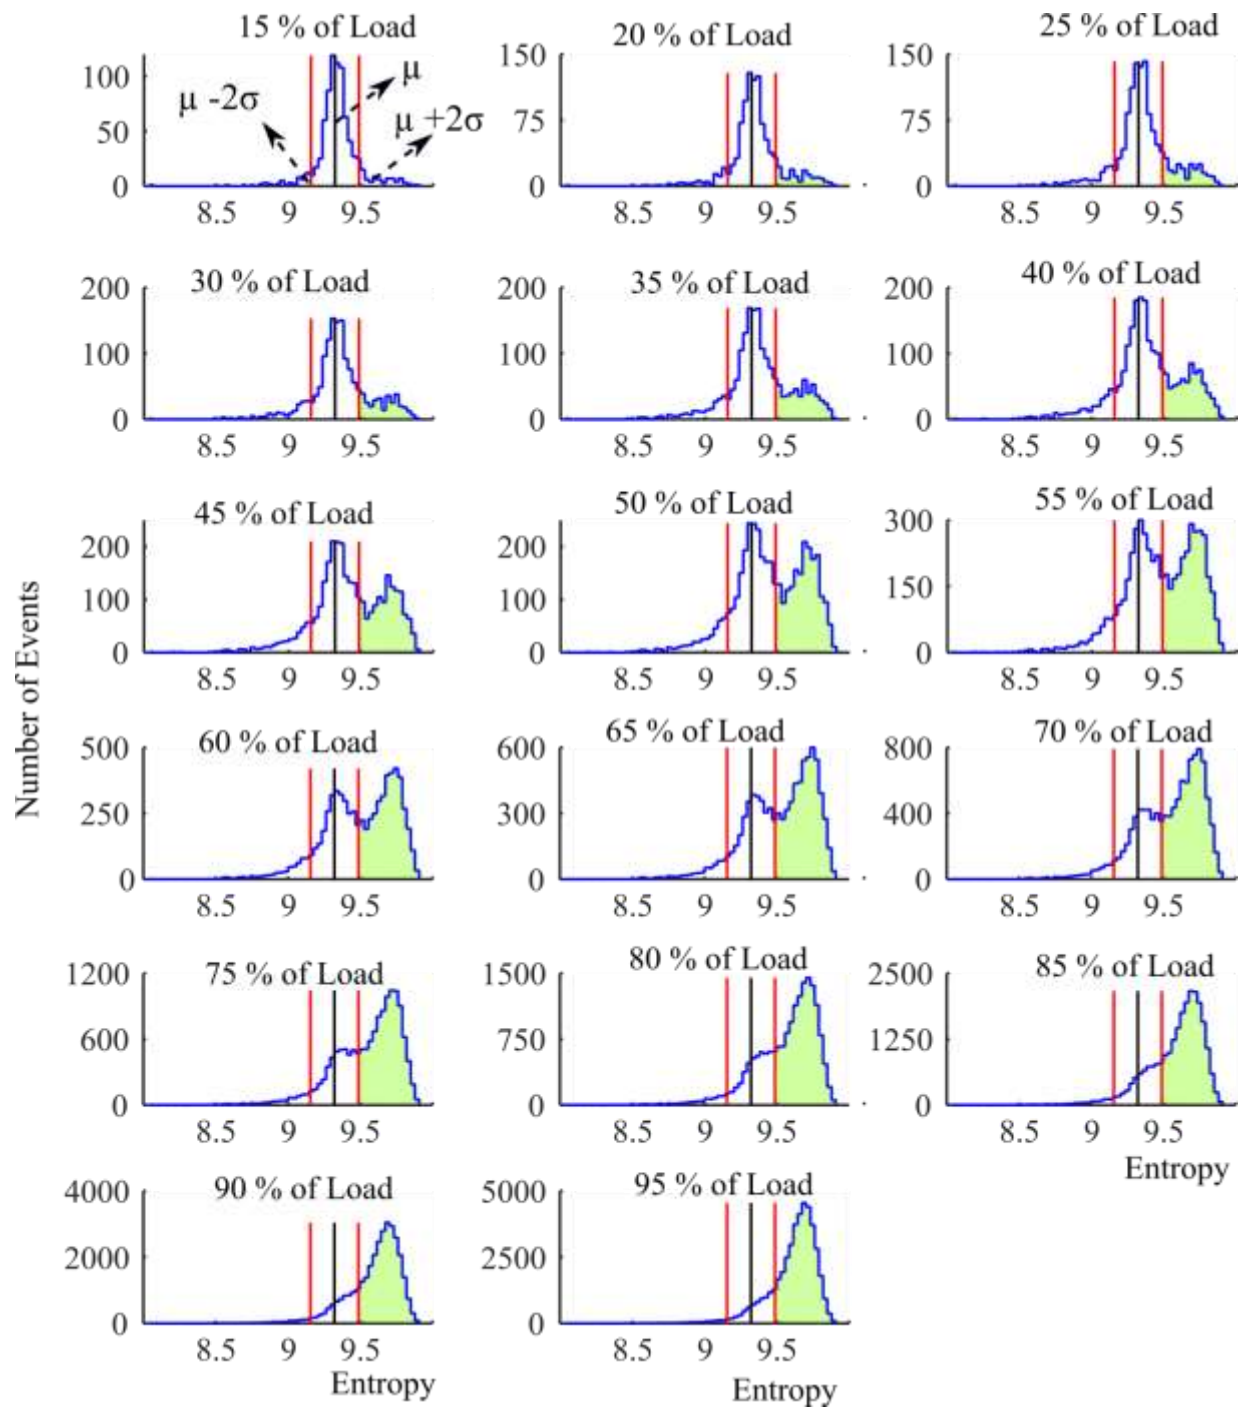 15 % of Load
20 % of Load
25 % of Load
100
50
0
μ -2σ
μ
μ +2σ
8.5 9 9.5
150
75
0
8.5 9 9.5
150
75
0
8.5 9 9.5
30 % of Load
35 % of Load
40 % of Load
200
100
0
8.5 9 9.5
200
100
0
8.5 9 9.5
200
100
0
8.5 9 9.5
Number of Events
45 % of Load
50 % of Load
55 % of Load
200
100
0
8.5 9 9.5
200
100
0
8.5 9 9.5
300
150
0
8.5 9 9.5
60 % of Load
65 % of Load
70 % of Load
500
250
0
8.5 9 9.5
600
300
0
8.5 9 9.5
800
400
0
8.5 9 9.5
75 % of Load
80 % of Load
85 % of Load
1200
600
0
8.5 9 9.5
1500
750
0
8.5 9 9.5
2500
1250
0
8.5 9 9.5
Entropy
90 % of Load
95 % of Load
4000
2000
0
8.5 9 9.5
Entropy
5000
2500
0
8.5 9 9.5
Entropy